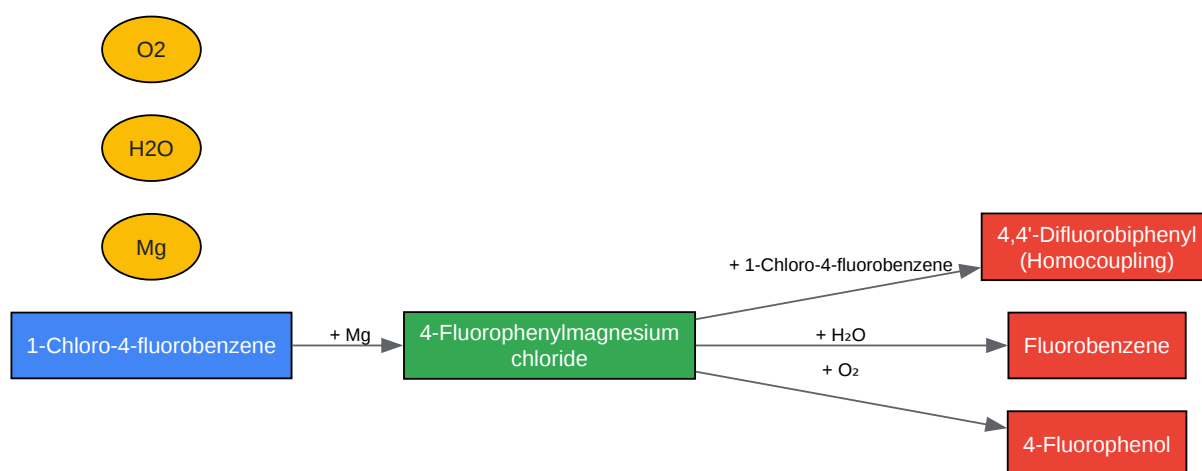 O2
H2O
Mg
4,4'-Difluorobiphenyl
(Homocoupling)
+ 1-Chloro-4-fluorobenzene
1-Chloro-4-fluorobenzene
+ Mg
4-Fluorophenylmagnesium
chloride
+ H₂O
Fluorobenzene
+ O₂
4-Fluorophenol